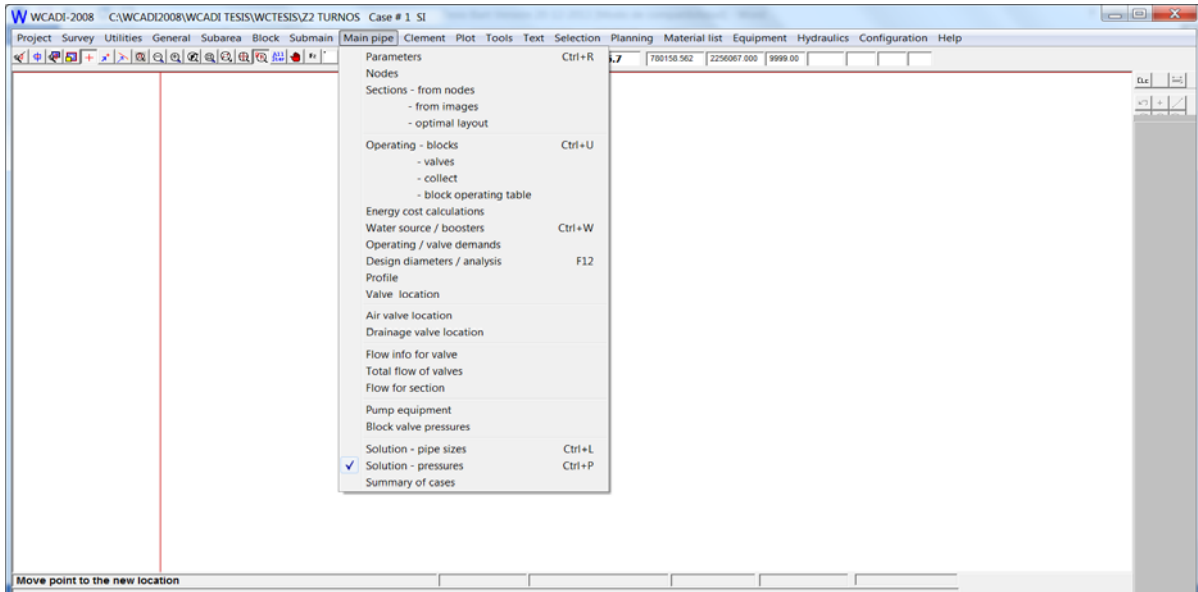 WCADI-2008 C:\WCADI2008\WCADI TESIS\WCTESIS\Z2 TURNOS Case # 1 SI
Project Survey Utilities General Subarea Block Submain Main pipe Clement Plot Tools Text Selection Planning Material list Equipment Hydraulics Configuration Help
780158.562 2256067.000 9999.00
CLC
Parameters Ctrl+R
Nodes
Sections - from nodes
- from images
- optimal layout
Operating - blocks Ctrl+U
- valves
- collect
- block operating table
Energy cost calculations
Water source / boosters Ctrl+W
Operating / valve demands
Design diameters / analysis F12
Profile
Valve location
Air valve location
Drainage valve location
Flow info for valve
Total flow of valves
Flow for section
Pump equipment
Block valve pressures
Solution - pipe sizes Ctrl+L
Solution - pressures Ctrl+P
Summary of cases
Move point to the new location